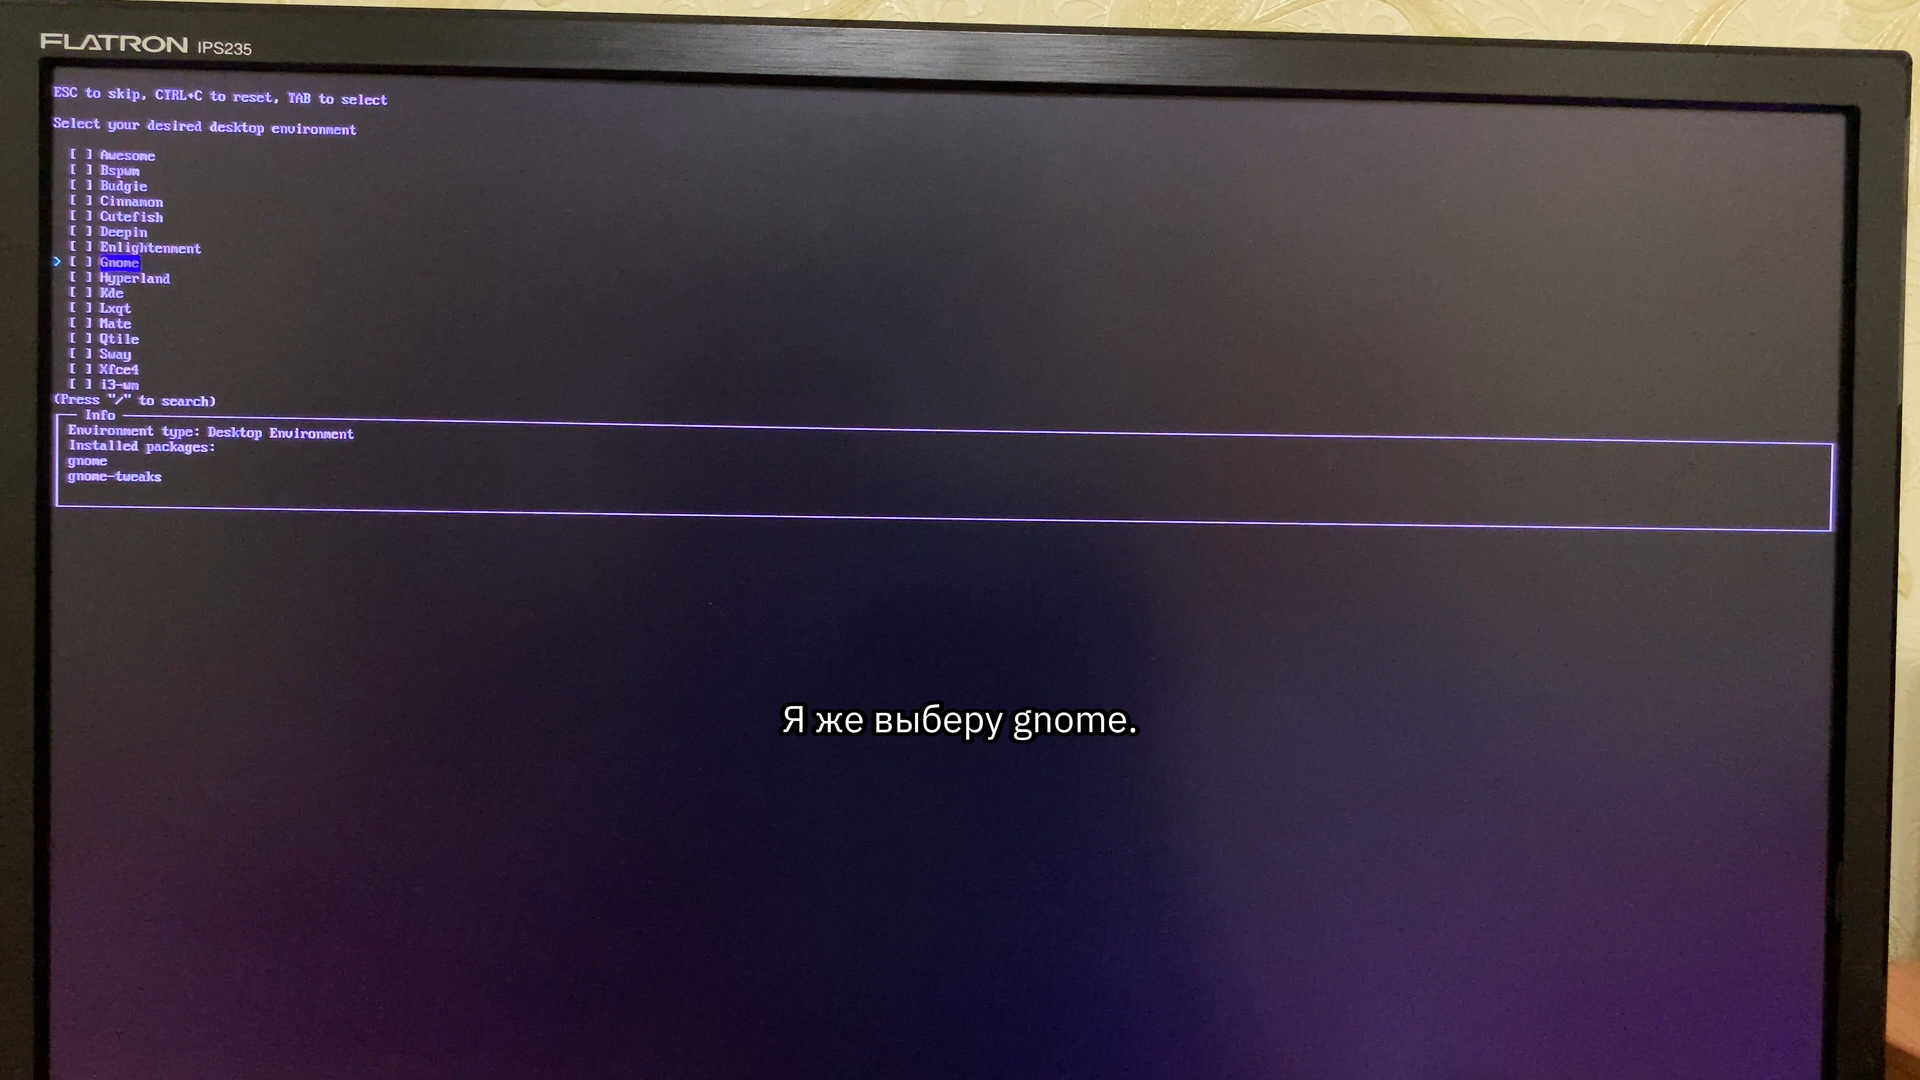 FLATRON IPS235
ESC to skip, CTRL+C to reset, TAB to select
Select your desired desktop environment
[ ] Awesome
[ ] Bspwm
[ ] Budgie
[ ] Cinnamon
[ ] Cutefish
[ ] Deepin
[ ] Enlightenment
> [ ] Gnome
[ ] Hyperland
[ ] Kde
[ ] Lxqt
[ ] Mate
[ ] Qtile
[ ] Sway
[ ] Xfce4
[ ] i3-wm
(Press "/" to search)
Info
Environment type: Desktop Environment
Installed packages:
gnome
gnome-tweaks
Я же выберу gnome.